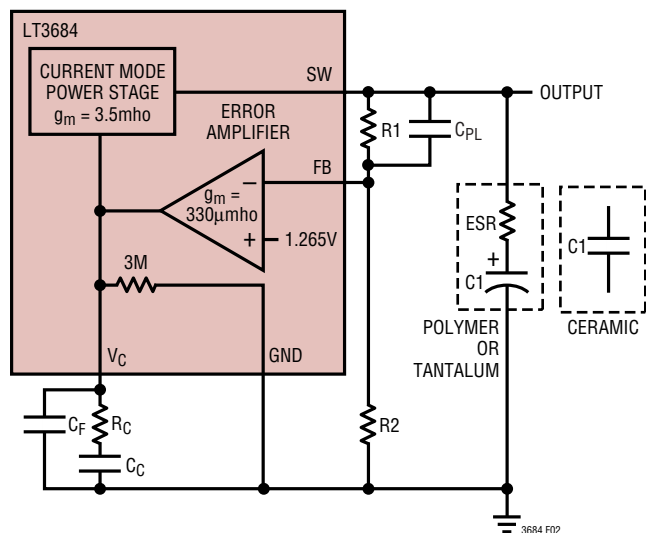 LT3684
CURRENT MODE
POWER STAGE
gm = 3.5mho
SW
OUTPUT
ERROR
AMPLIFIER
R1
CPL
FB
gm =
330µmho
–
+
1.265V
ESR
+
C1
C1
3M
POLYMER
OR
TANTALUM
CERAMIC
VC
GND
CF
RC
CC
R2
3684 F02